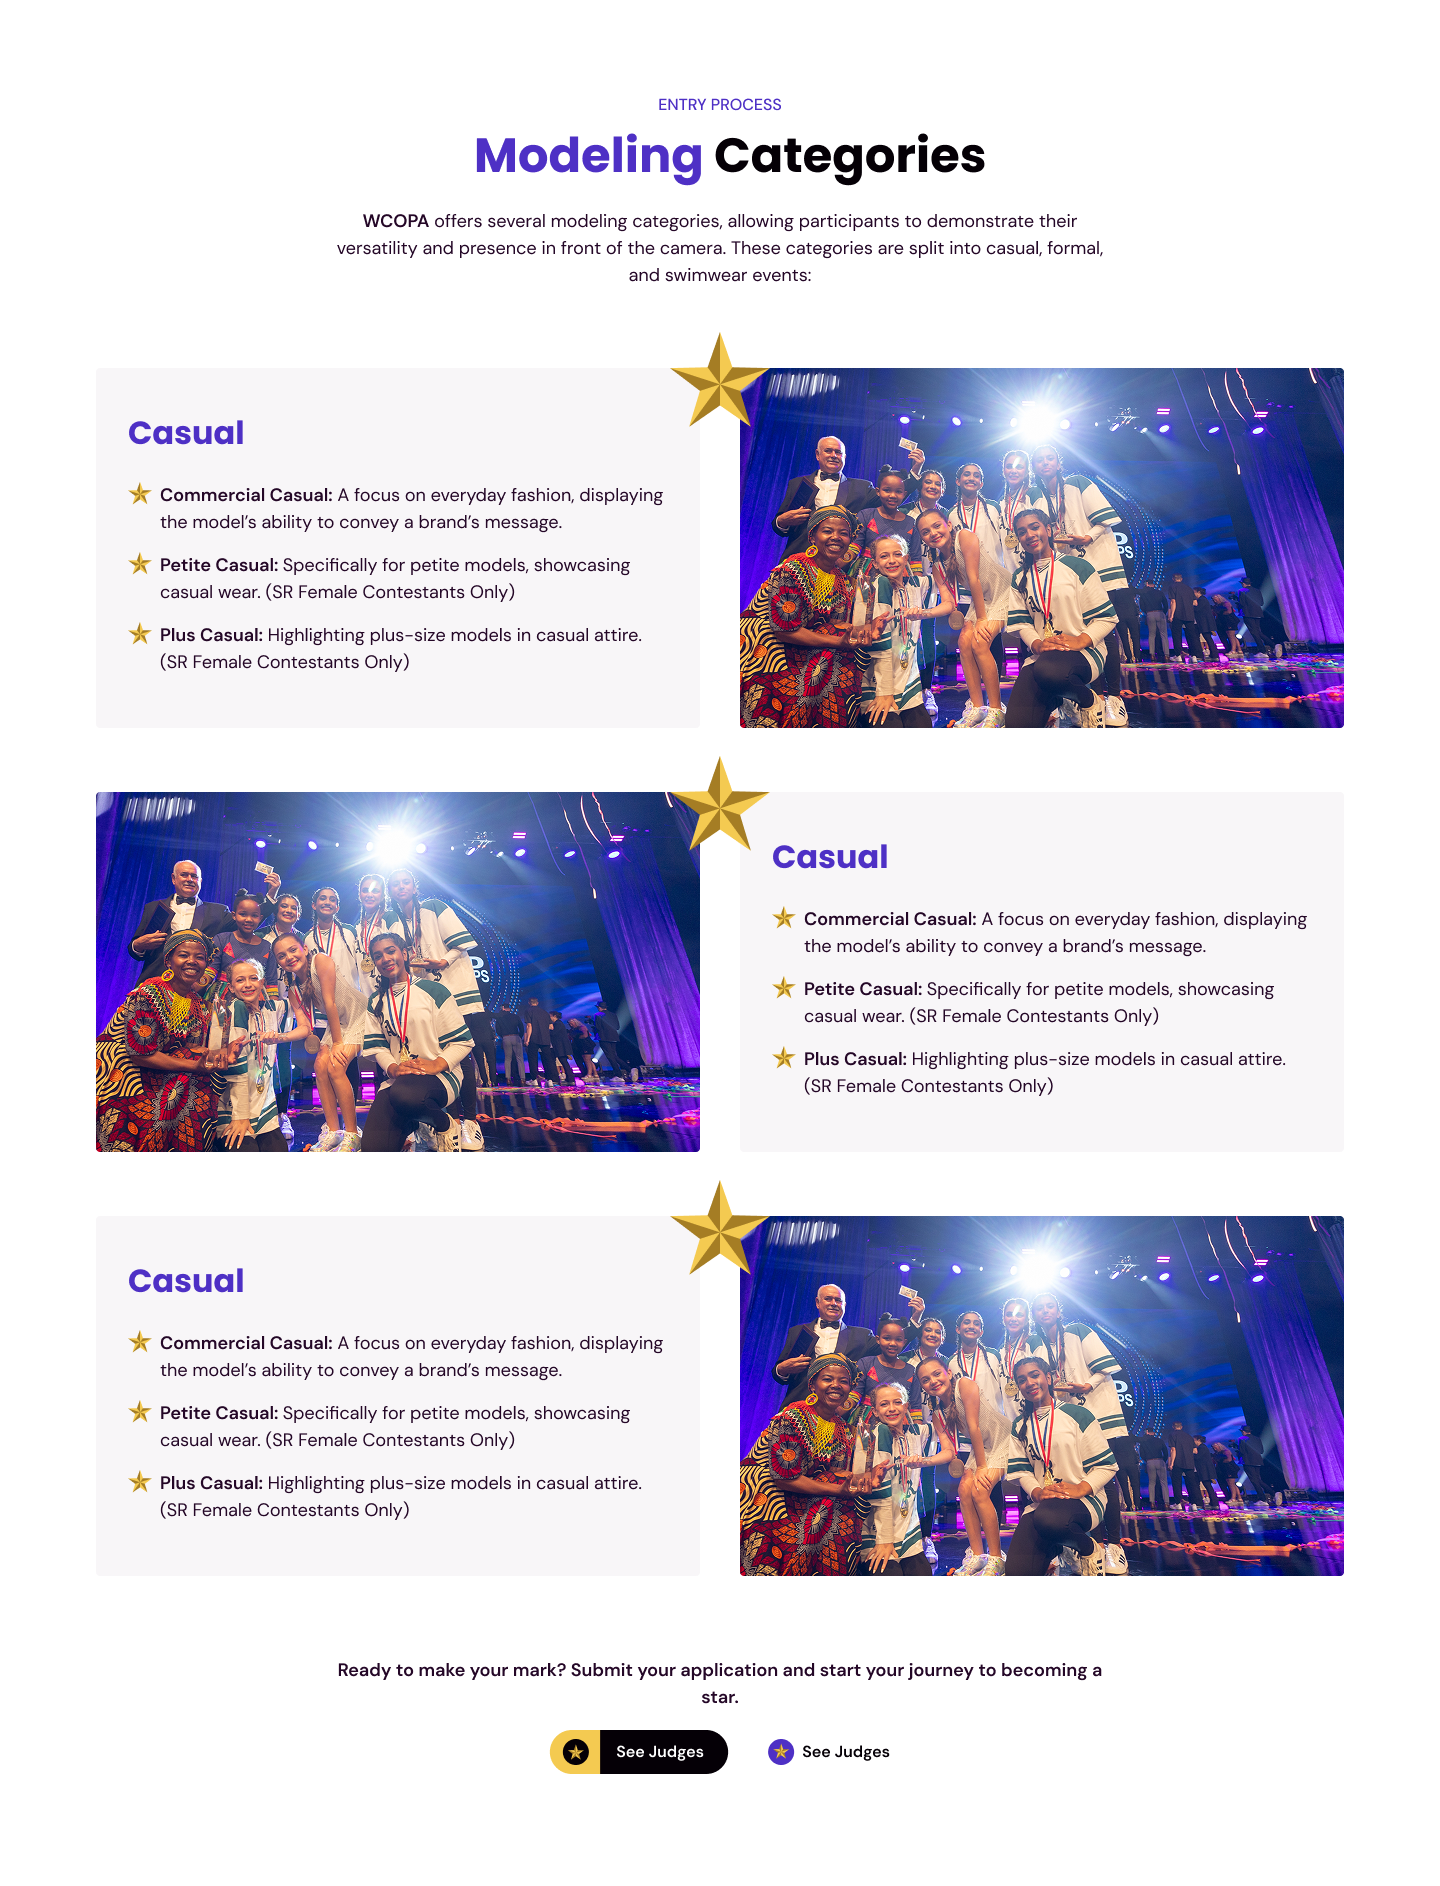 ENTRY PROCESS
Modeling Categories
WCOPA offers several modeling categories, allowing participants to demonstrate their
versatility and presence in front of the camera. These categories are split into casual, formal,
and swimwear events:
Casual
Commercial Casual: A focus on everyday fashion, displaying
the model’s ability to convey a brand’s message.
Petite Casual: Specifically for petite models, showcasing
casual wear. (SR Female Contestants Only)
Plus Casual: Highlighting plus-size models in casual attire.
(SR Female Contestants Only)
Casual
Commercial Casual: A focus on everyday fashion, displaying
the model’s ability to convey a brand’s message.
Petite Casual: Specifically for petite models, showcasing
casual wear. (SR Female Contestants Only)
Plus Casual: Highlighting plus-size models in casual attire.
(SR Female Contestants Only)
Casual
Commercial Casual: A focus on everyday fashion, displaying
the model’s ability to convey a brand’s message.
Petite Casual: Specifically for petite models, showcasing
casual wear. (SR Female Contestants Only)
Plus Casual: Highlighting plus-size models in casual attire.
(SR Female Contestants Only)
Ready to make your mark? Submit your application and start your journey to becoming a
star.
See Judges
See Judges